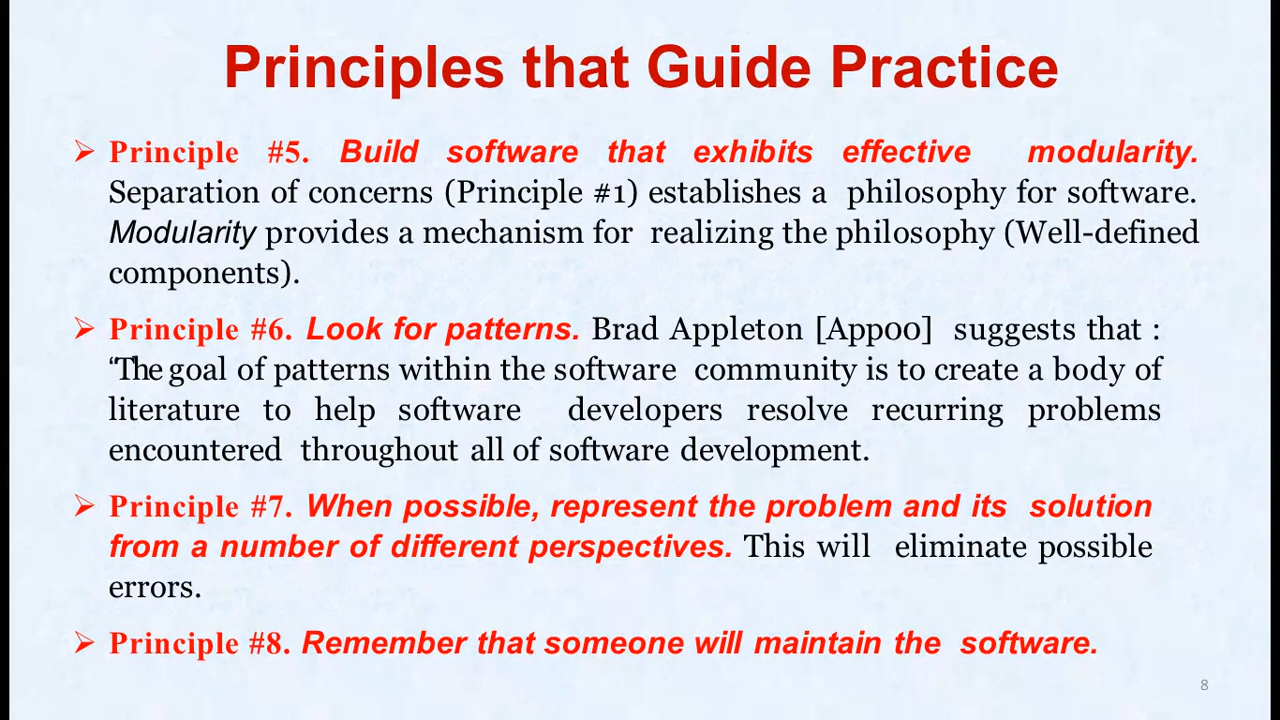 Principles that Guide Practice
➢ Principle #5. Build software that exhibits effective modularity.
Separation of concerns (Principle #1) establishes a philosophy for software.
Modularity provides a mechanism for realizing the philosophy (Well-defined
components).
➢ Principle #6. Look for patterns. Brad Appleton [App00] suggests that :
“The goal of patterns within the software community is to create a body of
literature to help software developers resolve recurring problems
encountered throughout all of software development.
➢ Principle #7. When possible, represent the problem and its solution
from a number of different perspectives. This will eliminate possible
errors.
➢ Principle #8. Remember that someone will maintain the software.
8